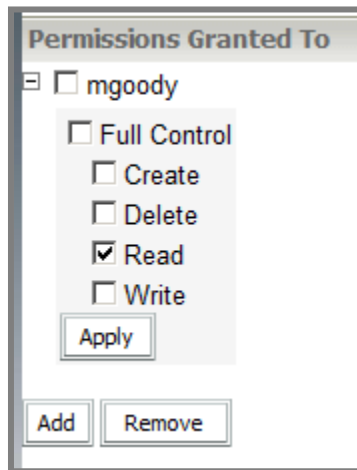 Permissions Granted To
mgoody
Full Control
Create
Delete
Read
Write
Apply
Add Remove